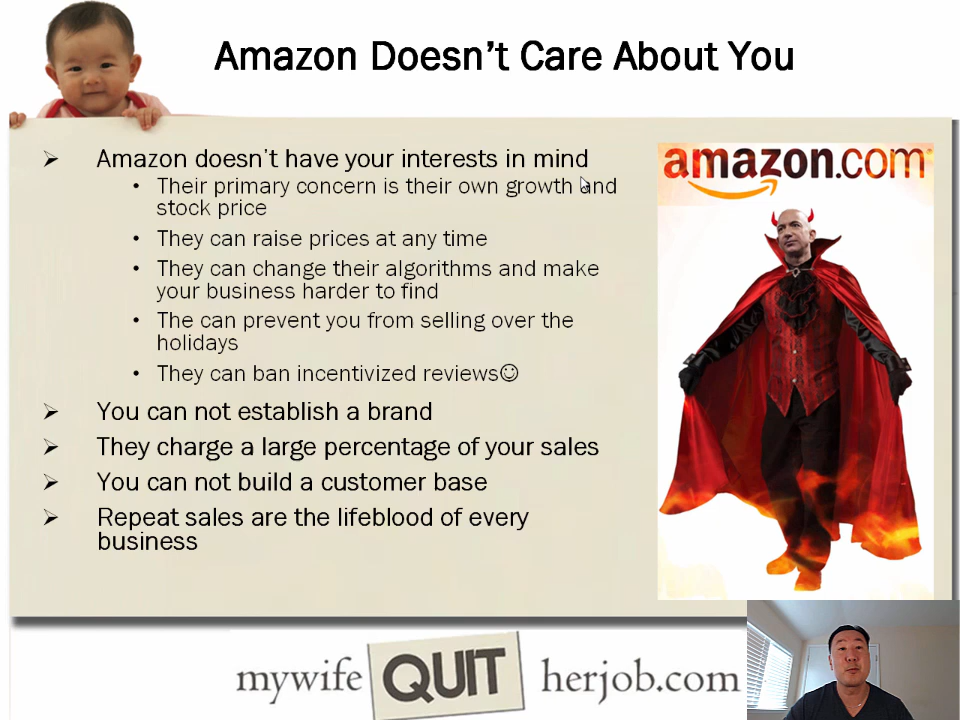 Amazon Doesn't Care About You
➢ Amazon doesn't have your interests in mind
• Their primary concern is their own growth and
stock price
• They can raise prices at any time
• They can change their algorithms and make
your business harder to find
• The can prevent you from selling over the
holidays
• They can ban incentivized reviews☺
➢ You can not establish a brand
➢ They charge a large percentage of your sales
➢ You can not build a customer base
➢ Repeat sales are the lifeblood of every
business
amazon.com
mywife QUIT herjob.com